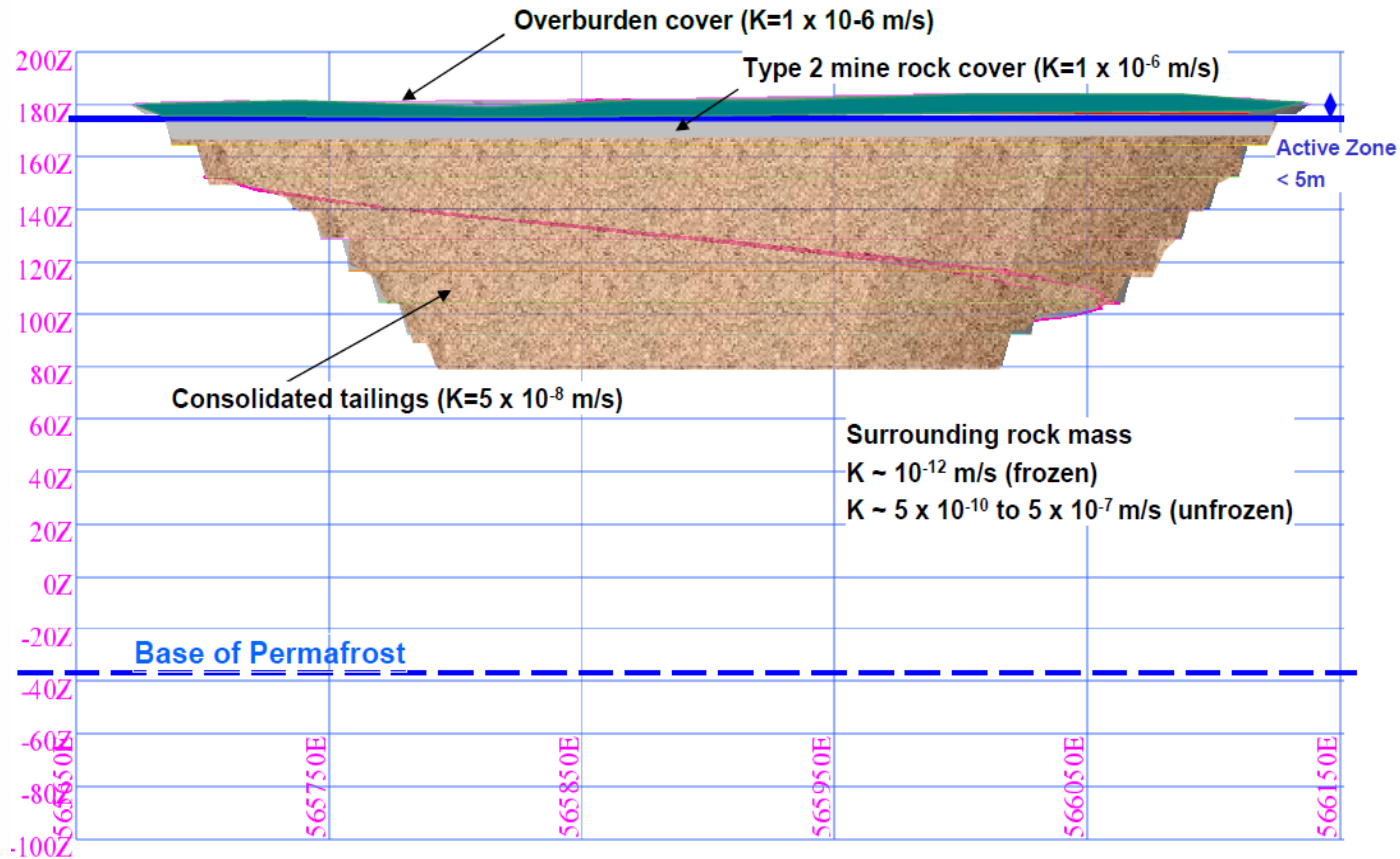 Overburden cover (K=1 x 10-6 m/s)
Type 2 mine rock cover (K=1 x 10-6 m/s)
200Z
180Z
160Z
140Z
120Z
100Z
80Z
60Z
40Z
20Z
0Z
-20Z
-40Z
-60Z
-80Z
-100Z
Active Zone
< 5m
Consolidated tailings (K=5 x 10-8 m/s)
Surrounding rock mass
K ~ 10-12 m/s (frozen)
K ~ 5 x 10-10 to 5 x 10-7 m/s (unfrozen)
Base of Permafrost
565650E
565750E
565850E
565950E
566050E
566150E